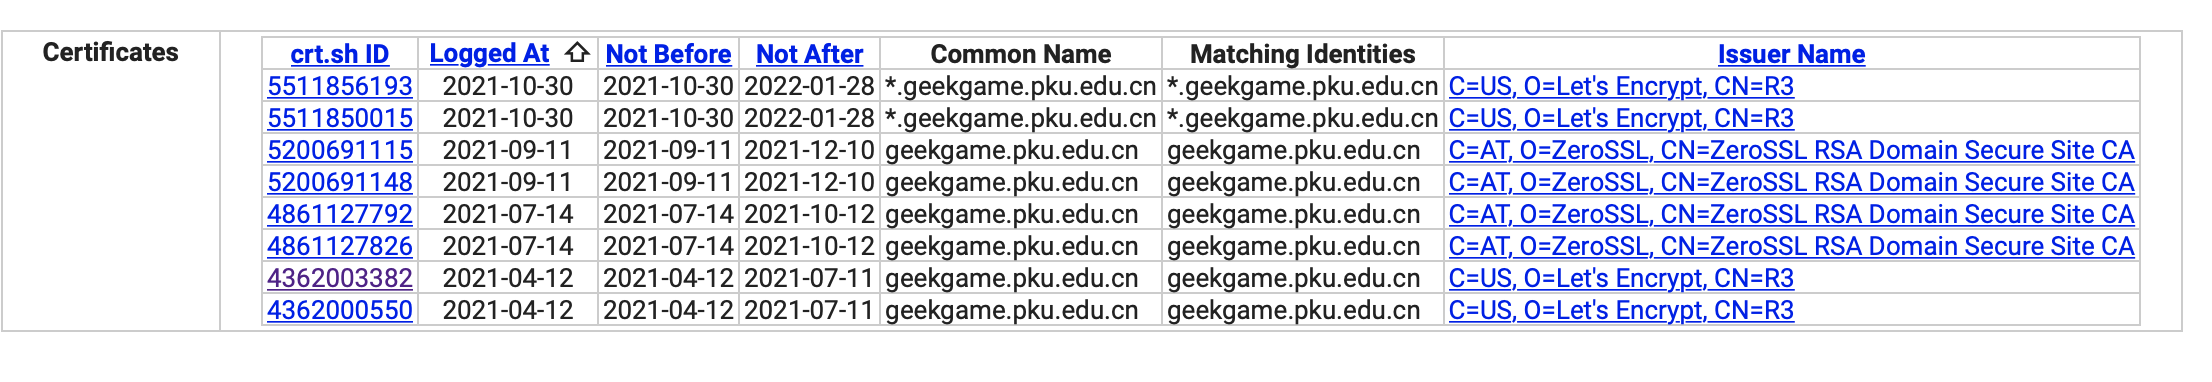 Certificates
crt.sh ID Logged At ⇧ Not Before Not After Common Name Matching Identities Issuer Name
5511856193 2021-10-30 2021-10-30 2022-01-28 *.geekgame.pku.edu.cn *.geekgame.pku.edu.cn C=US, O=Let's Encrypt, CN=R3
5511850015 2021-10-30 2021-10-30 2022-01-28 *.geekgame.pku.edu.cn *.geekgame.pku.edu.cn C=US, O=Let's Encrypt, CN=R3
5200691115 2021-09-11 2021-09-11 2021-12-10 geekgame.pku.edu.cn geekgame.pku.edu.cn C=AT, O=ZeroSSL, CN=ZeroSSL RSA Domain Secure Site CA
5200691148 2021-09-11 2021-09-11 2021-12-10 geekgame.pku.edu.cn geekgame.pku.edu.cn C=AT, O=ZeroSSL, CN=ZeroSSL RSA Domain Secure Site CA
4861127792 2021-07-14 2021-07-14 2021-10-12 geekgame.pku.edu.cn geekgame.pku.edu.cn C=AT, O=ZeroSSL, CN=ZeroSSL RSA Domain Secure Site CA
4861127826 2021-07-14 2021-07-14 2021-10-12 geekgame.pku.edu.cn geekgame.pku.edu.cn C=AT, O=ZeroSSL, CN=ZeroSSL RSA Domain Secure Site CA
4362003382 2021-04-12 2021-04-12 2021-07-11 geekgame.pku.edu.cn geekgame.pku.edu.cn C=US, O=Let's Encrypt, CN=R3
4362000550 2021-04-12 2021-04-12 2021-07-11 geekgame.pku.edu.cn geekgame.pku.edu.cn C=US, O=Let's Encrypt, CN=R3